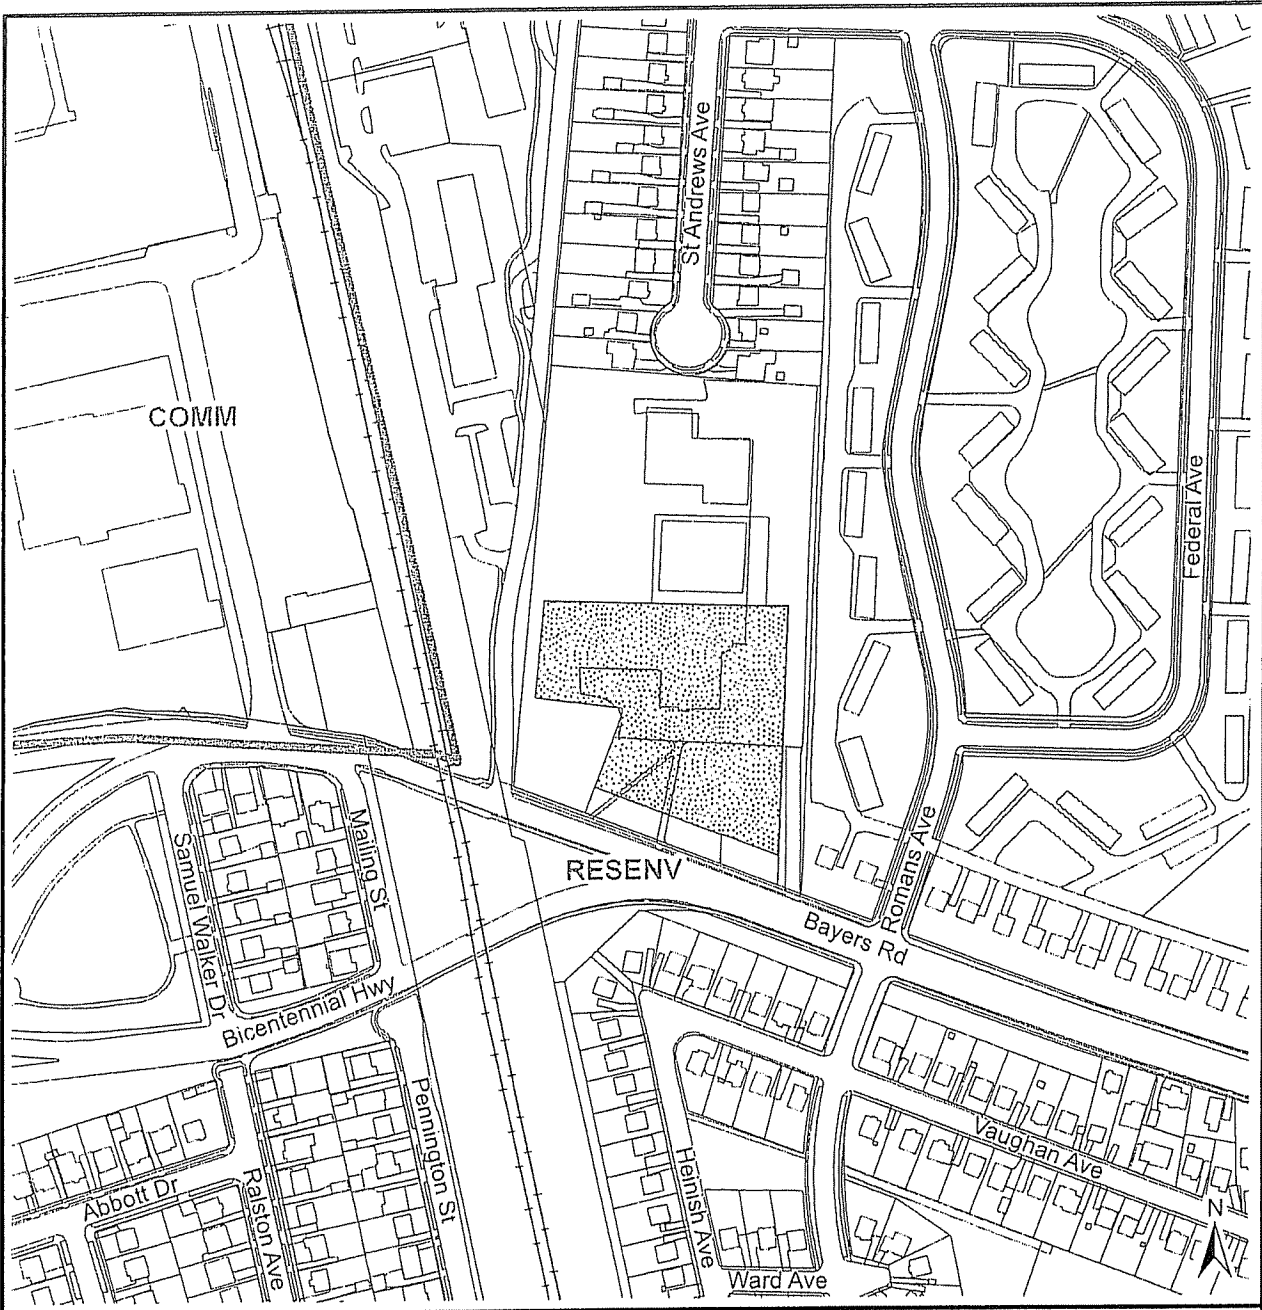 St Andrews Ave
COMM
Federal Ave
Mailing St
Samuel Walker Dr
RESENV
Romans Ave
Bayers Rd
Bicentennial Hwy
Pennington St
Vaughan Ave
Heinish Ave
Abbott Dr
Ralston Ave
N
Ward Ave